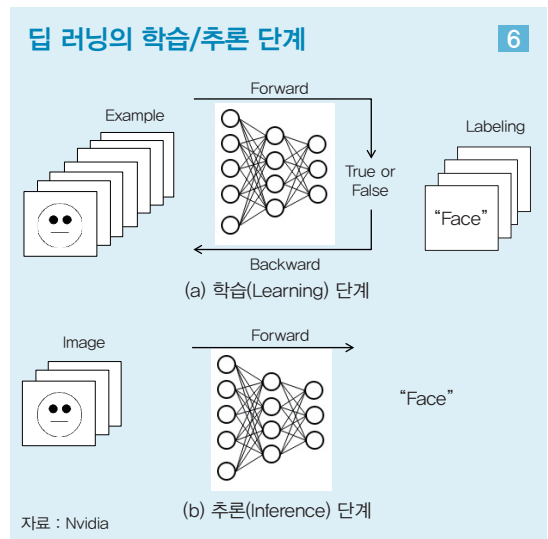 딥 러닝의 학습/추론 단계
6
Forward
Example
Labeling
True or
False
“Face”
Backward
(a) 학습(Learning) 단계
Forward
Image
“Face”
(b) 추론(Inference) 단계
자료 : Nvidia